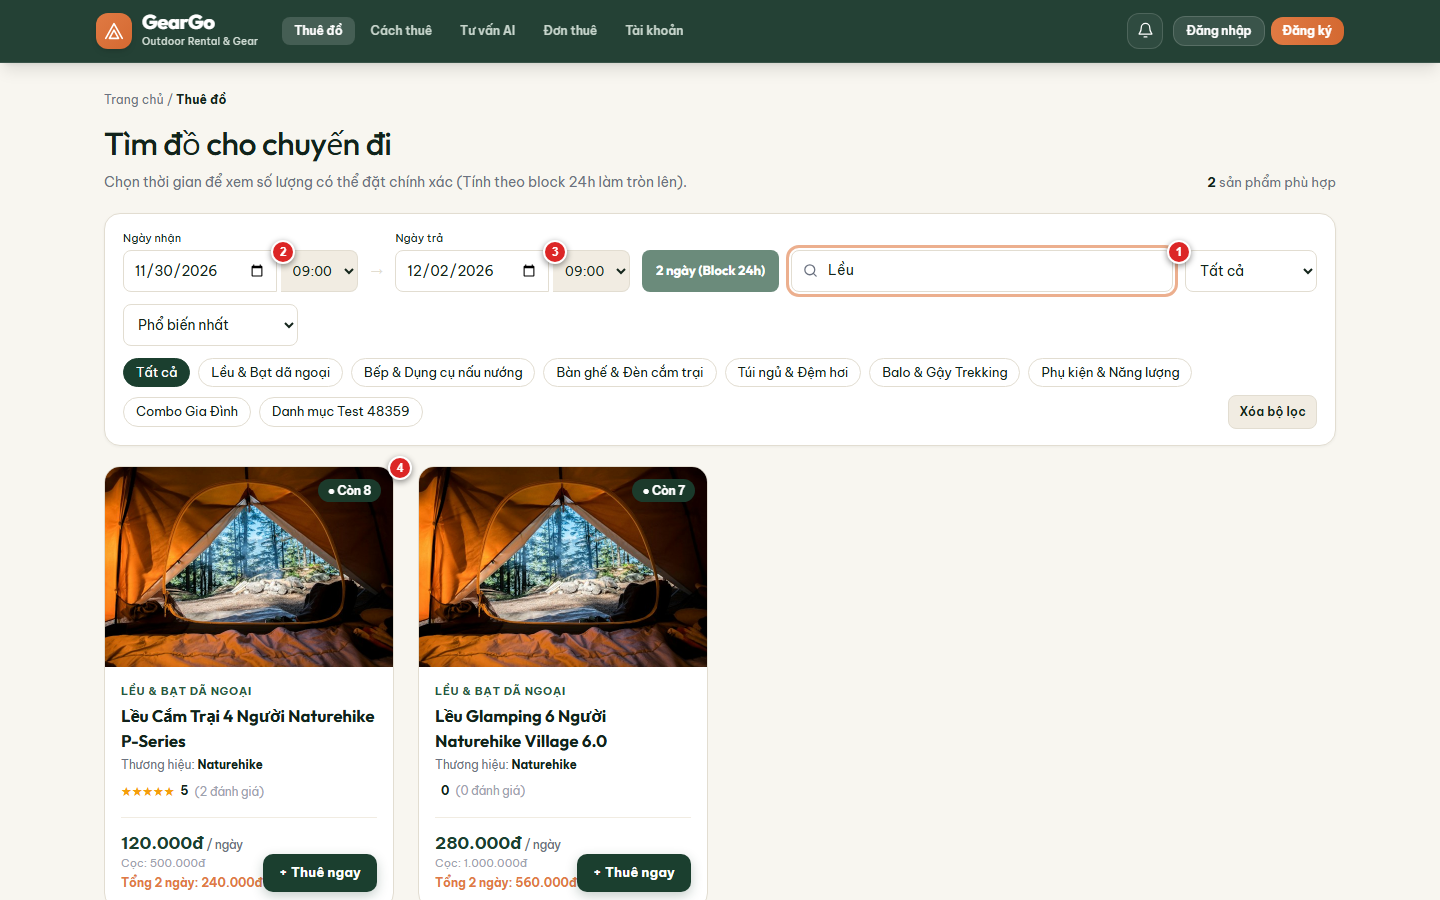 GearGo
Outdoor Rental & Gear
Thuê đồ
Cách thuê
Tư vấn AI
Đơn thuê
Tài khoản
Đăng nhập
Đăng ký
Trang chủ / Thuê đồ
Tìm đồ cho chuyến đi
Chọn thời gian để xem số lượng có thể đặt chính xác (Tính theo block 24h làm tròn lên).
2 sản phẩm phù hợp
Ngày nhận
Ngày trả
11/30/2026
2
09:00
→
12/02/2026
3
09:00
2 ngày (Block 24h)
Lều
1
Tất cả
Phổ biến nhất
Tất cả
Lều & Bạt dã ngoại
Bếp & Dụng cụ nấu nướng
Bàn ghế & Đèn cắm trại
Túi ngủ & Đệm hơi
Balo & Gậy Trekking
Phụ kiện & Năng lượng
Combo Gia Đình
Danh mục Test 48359
Xóa bộ lọc
4
● Còn 8
LỀU & BẠT DÃ NGOẠI
Lều Cắm Trại 4 Người Naturehike
P-Series
Thương hiệu: Naturehike
★★★★★ 5 (2 đánh giá)
120.000đ / ngày
Cọc: 500.000đ
Tổng 2 ngày: 240.000đ
+ Thuê ngay
● Còn 7
LỀU & BẠT DÃ NGOẠI
Lều Glamping 6 Người
Naturehike Village 6.0
Thương hiệu: Naturehike
0 (0 đánh giá)
280.000đ / ngày
Cọc: 1.000.000đ
Tổng 2 ngày: 560.000đ
+ Thuê ngay